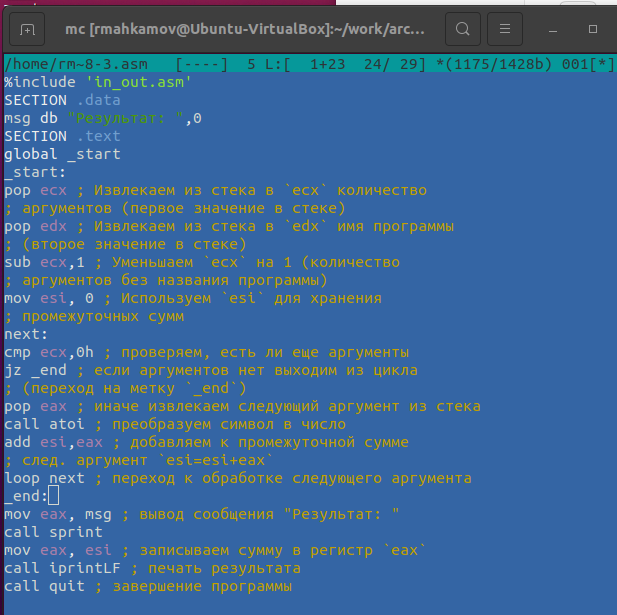 mc [rmahkamov@Ubuntu-VirtualBox]:~/work/arc...
/home/rm~8-3.asm   [----]  5 L:[  1+23  24/ 29] *(1175/1428b) 001[*]
%include 'in_out.asm'
SECTION .data
msg db "Результат: ",0
SECTION .text
global _start
_start:
pop ecx ; Извлекаем из стека в `ecx` количество
; аргументов (первое значение в стеке)
pop edx ; Извлекаем из стека в `edx` имя программы
; (второе значение в стеке)
sub ecx,1 ; Уменьшаем `ecx` на 1 (количество
; аргументов без названия программы)
mov esi, 0 ; Используем `esi` для хранения
; промежуточных сумм
next:
cmp ecx,0h ; проверяем, есть ли еще аргументы
jz _end ; если аргументов нет выходим из цикла
; (переход на метку `_end`)
pop eax ; иначе извлекаем следующий аргумент из стека
call atoi ; преобразуем символ в число
add esi,eax ; добавляем к промежуточной сумме
; след. аргумент `esi=esi+eax`
loop next ; переход к обработке следующего аргумента
_end:
mov eax, msg ; вывод сообщения "Результат: "
call sprint
mov eax, esi ; записываем сумму в регистр `eax`
call iprintLF ; печать результата
call quit ; завершение программы